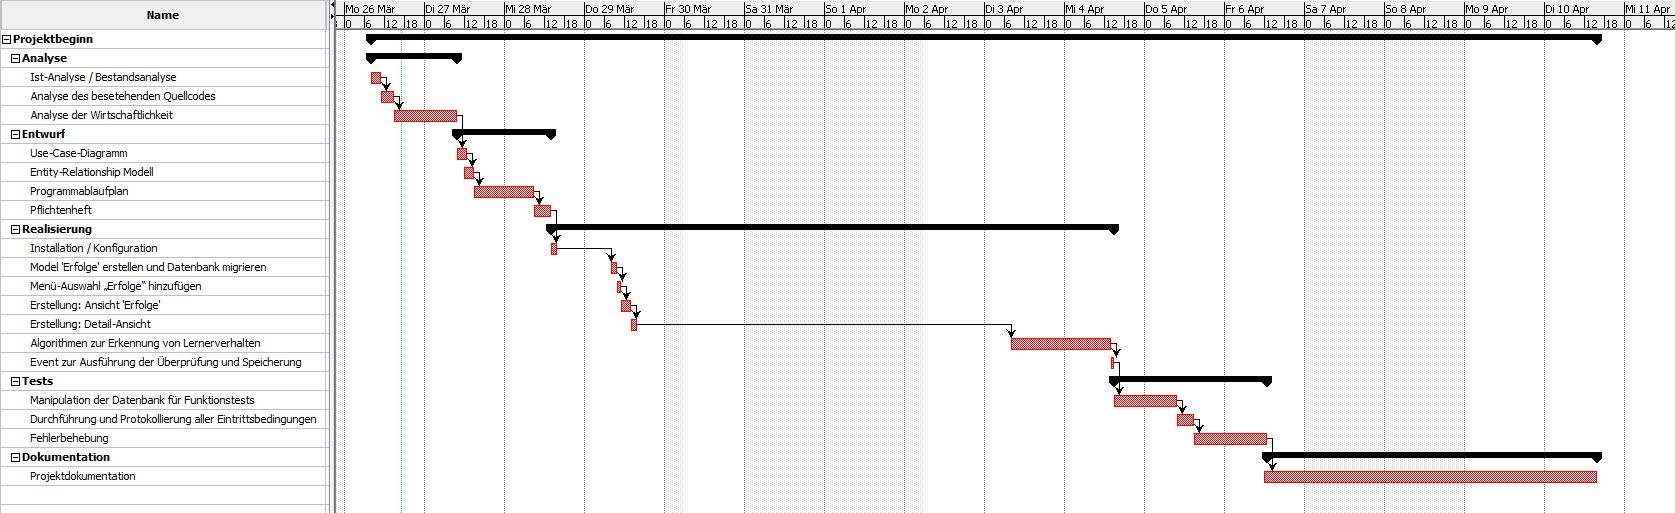 Name
Mo 26 Mär Di 27 Mär Mi 28 Mär Do 29 Mär Fr 30 Mär Sa 31 Mär So 1 Apr Mo 2 Apr Di 3 Apr Mi 4 Apr Do 5 Apr Fr 6 Apr Sa 7 Apr So 8 Apr Mo 9 Apr Di 10 Apr Mi 11 Apr
0 6 12 18 0 6 12 18 0 6 12 18 0 6 12 18 0 6 12 18 0 6 12 18 0 6 12 18 0 6 12 18 0 6 12 18 0 6 12 18 0 6 12 18 0 6 12 18 0 6 12 18 0 6 12 18 0 6 12 18 0 6 12 18 0 6 12
Projektbeginn
Analyse
Ist-Analyse / Bestandsanalyse
Analyse des besetehenden Quellcodes
Analyse der Wirtschaftlichkeit
Entwurf
Use-Case-Diagramm
Entity-Relationship Modell
Programmablaufplan
Pflichtenheft
Realisierung
Installation / Konfiguration
Model 'Erfolge' erstellen und Datenbank migrieren
Menü-Auswahl „Erfolge“ hinzufügen
Erstellung: Ansicht 'Erfolge'
Erstellung: Detail-Ansicht
Algorithmen zur Erkennung von Lernerverhalten
Event zur Ausführung der Überprüfung und Speicherung
Tests
Manipulation der Datenbank für Funktionstests
Durchführung und Protokollierung aller Eintrittsbedingungen
Fehlerbehebung
Dokumentation
Projektdokumentation